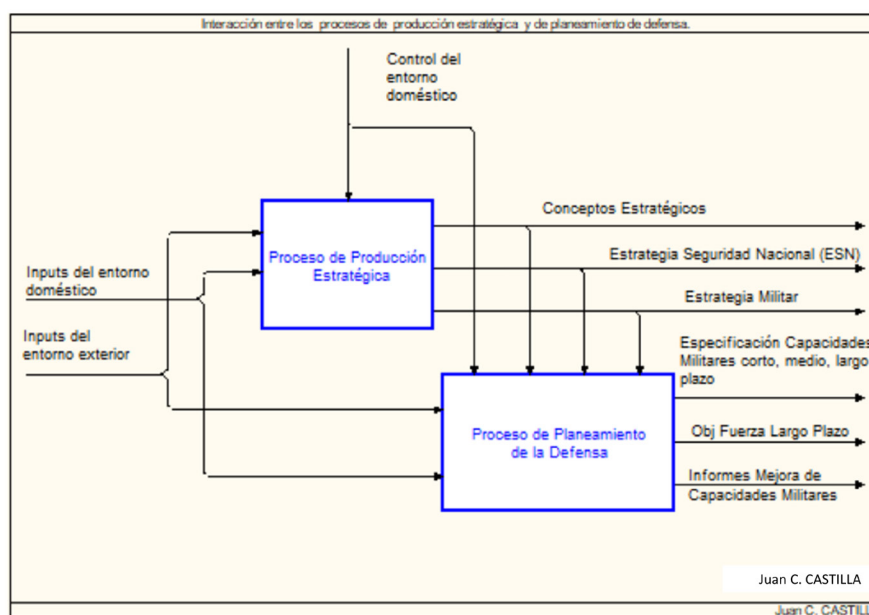 Interacción entre los procesos de producción estratégica y de planeamiento de defensa.
Control del
entorno
doméstico
Conceptos Estratégicos
Proceso de Producción
Estratégica
Estrategia Seguridad Nacional (ESN)
Inputs del entorno
doméstico
Estrategia Militar
Inputs del
entorno exterior
Especificación Capacidades
Militares corto, medio, largo
plazo
Proceso de Planeamiento
de la Defensa
Obj Fuerza Largo Plazo
Informes Mejora de
Capacidades Militares
Juan C. CASTILLA
Juan C. CASTILL